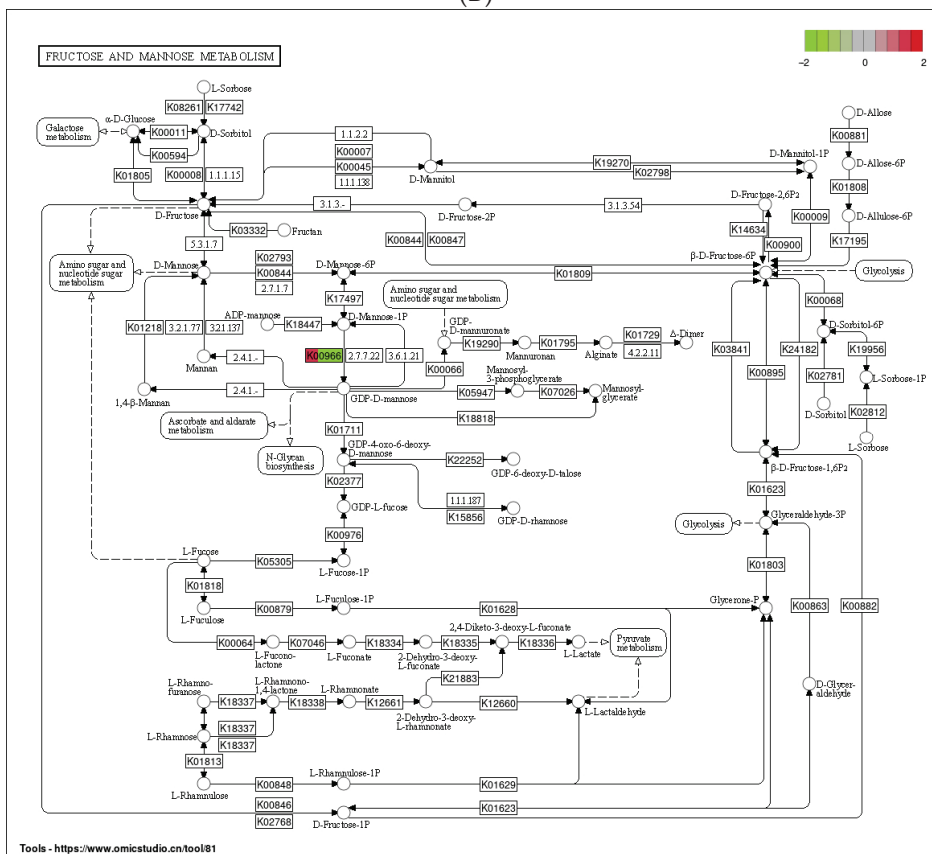 (B)
FRUCTOSE AND MANNOSE METABOLISM
−2 0 2
L-Sorbose
K08261 K17742
Galactose
metabolism
α-D-Glucose
K00011
D-Sorbitol
K00594
K01805
K00008 1.1.1.15
1.1.2.2
K00007
K00045
1.1.1.138
D-Mannitol
K19270
K02798
D-Mannitol-1P
D-Allose
K00881
D-Allose-6P
K01808
D-Allulose-6P
K17195
D-Fructose
3.1.3.-
D-Fructose-2P
3.1.3.54
D-Fructose-2,6P2
K00009
K14634
K00900
K03332
Fructan
K00844 K00847
β-D-Fructose-6P
5.3.1.7
Amino sugar and
nucleotide sugar
metabolism
D-Mannose
K02793
K00844
2.7.1.7
D-Mannose-6P
K01809
Glycolysis
K17497
Amino sugar and
nucleotide sugar metabolism
K00068
D-Sorbitol-6P
ADP-mannose
K18447
D-Mannose-1P
GDP-
D-mannuronate
K01218 3.2.1.77 3.2.1.137
K19290
Mannuronan
K01795
Alginate
K01729
4.2.2.11
Δ-Dimer
K03841
K24182
K19956
Mannan
2.4.1.-
K00966 2.7.7.22 3.6.1.21
K00066
K00895
K02781
L-Sorbose-1P
1,4-β-Mannan
2.4.1.-
GDP-D-mannose
K05947
Mannosyl-
3-phosphoglycerate
K07026
Mannosyl-
glycerate
K18818
D-Sorbitol
K02812
L-Sorbose
Ascorbate and aldarate
metabolism
N-Glycan
biosynthesis
K01711
GDP-4-oxo-6-deoxy-
D-mannose
K22252
GDP-6-deoxy-D-talose
β-D-Fructose-1,6P2
K02377
GDP-L-fucose
1.1.1.187
K15856
GDP-D-rhamnose
K01623
Glycolysis
Glyceraldehyde-3P
K00976
L-Fucose
K05305
L-Fucose-1P
K01803
K01818
L-Fuculose
K00879
L-Fuculose-1P
K01628
Glycerone-P
K00863
K00882
K00064
L-Fucono-
lactone
K07046
L-Fuconate
K18334
2-Dehydro-3-deoxy-
L-fuconate
K18335
2,4-Diketo-3-deoxy-L-fuconate
K18336
L-Lactate
Pyruvate
metabolism
K21883
D-Glycer-
aldehyde
L-Rhamno-
furanose
K18337
L-Rhamnono-
1,4-lactone
K18338
L-Rhamnonate
K12661
2-Dehydro-3-deoxy-
L-rhamnonate
K12660
L-Lactaldehyde
L-Rhamnose
K18337
K18337
K01813
L-Rhamnulose
K00848
L-Rhamnulose-1P
K01629
K00846
K02768
D-Fructose-1P
K01623
Tools - https://www.omicstudio.cn/tool/81